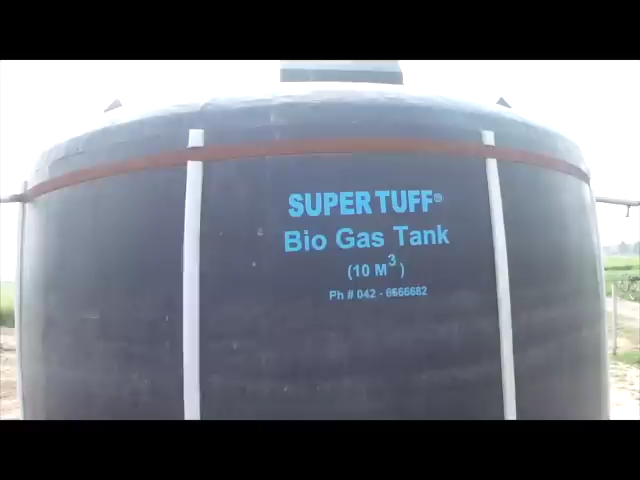 SUPER TUFF®
Bio Gas Tank
(10 M³)
Ph # 042 - 6666682